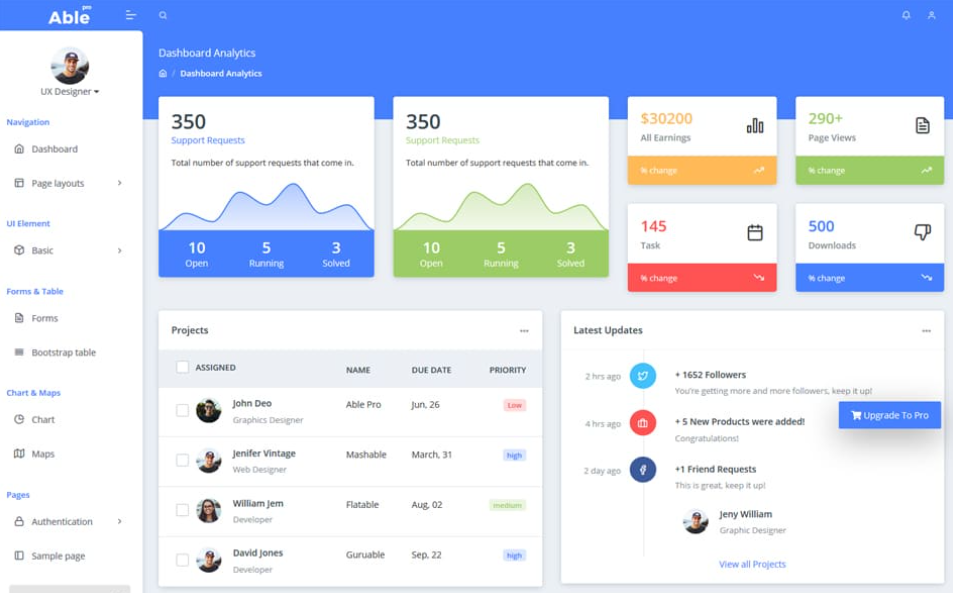 Able pro
UX Designer
Navigation
Dashboard
Page layouts
UI Element
Basic
Forms & Table
Forms
Bootstrap table
Chart & Maps
Chart
Maps
Pages
Authentication
Sample page
Dashboard Analytics
/ Dashboard Analytics
350
Support Requests
Total number of support requests that come in.
10 5 3
Open Running Solved
350
Support Requests
Total number of support requests that come in.
10 5 3
Open Running Solved
$30200
All Earnings
% change
290+
Page Views
% change
145
Task
% change
500
Downloads
% change
Projects
ASSIGNED NAME DUE DATE PRIORITY
John Deo Able Pro Jun, 26 Low
Graphics Designer
Jenifer Vintage Mashable March, 31 high
Web Designer
William Jem Flatable Aug, 02 medium
Developer
David Jones Guruable Sep, 22 high
Developer
Latest Updates
2 hrs ago + 1652 Followers
You're getting more and more followers, keep it up!
4 hrs ago + 5 New Products were added!
Congratulations!
2 day ago +1 Friend Requests
This is great, keep it up!
Jeny William
Graphic Designer
View all Projects
Upgrade To Pro